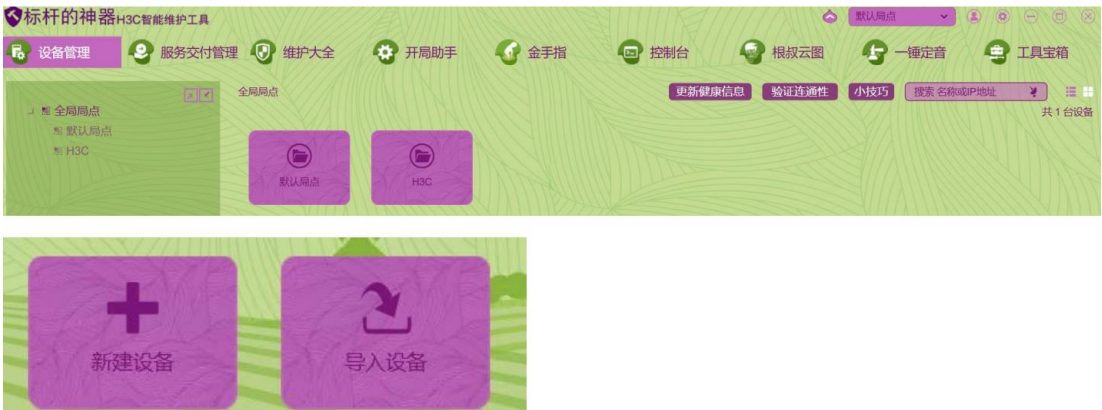 标杆的神器H3C智能维护工具
默认局点
设备管理 服务交付管理 维护大全 开局助手 金手指 控制台 根叔云图 一锤定音 工具宝箱
全局局点 更新健康信息 验证连通性 小技巧 搜索 名称或IP地址
全局局点
共1台设备
默认局点
H3C
默认局点 H3C
新建设备 导入设备